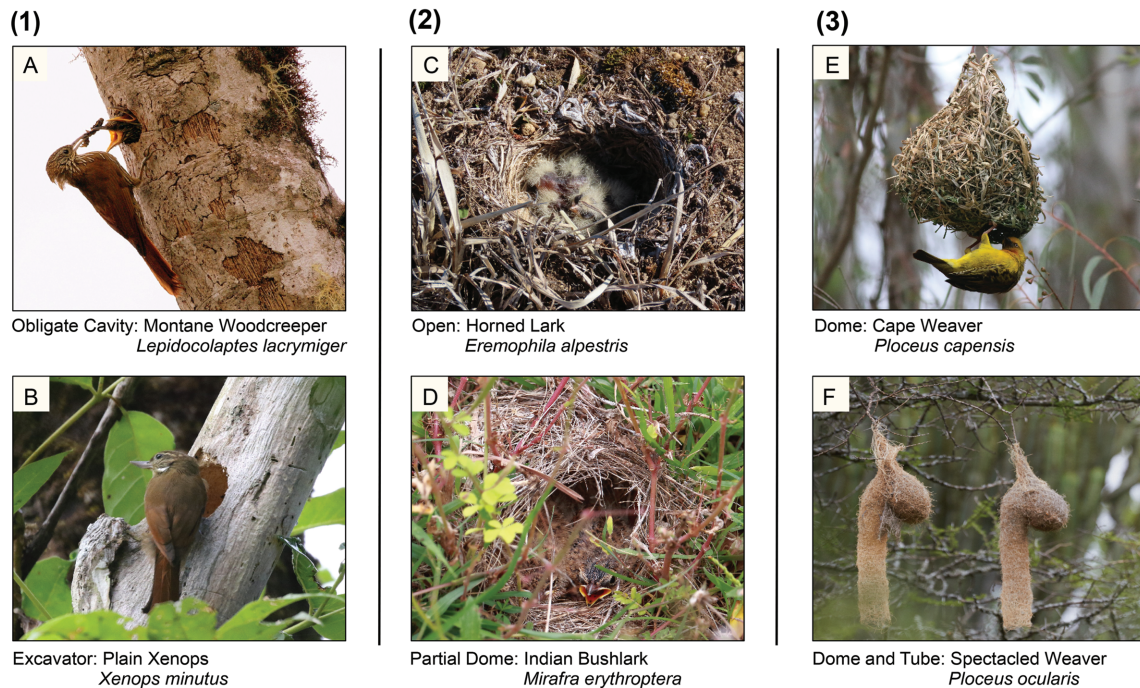 (1)
A
Obligate Cavity: Montane Woodcreeper
Lepidocolaptes lacrymiger
B
Excavator: Plain Xenops
Xenops minutus
(2)
C
Open: Horned Lark
Eremophila alpestris
D
Partial Dome: Indian Bushlark
Mirafra erythroptera
(3)
E
Dome: Cape Weaver
Ploceus capensis
F
Dome and Tube: Spectacled Weaver
Ploceus ocularis